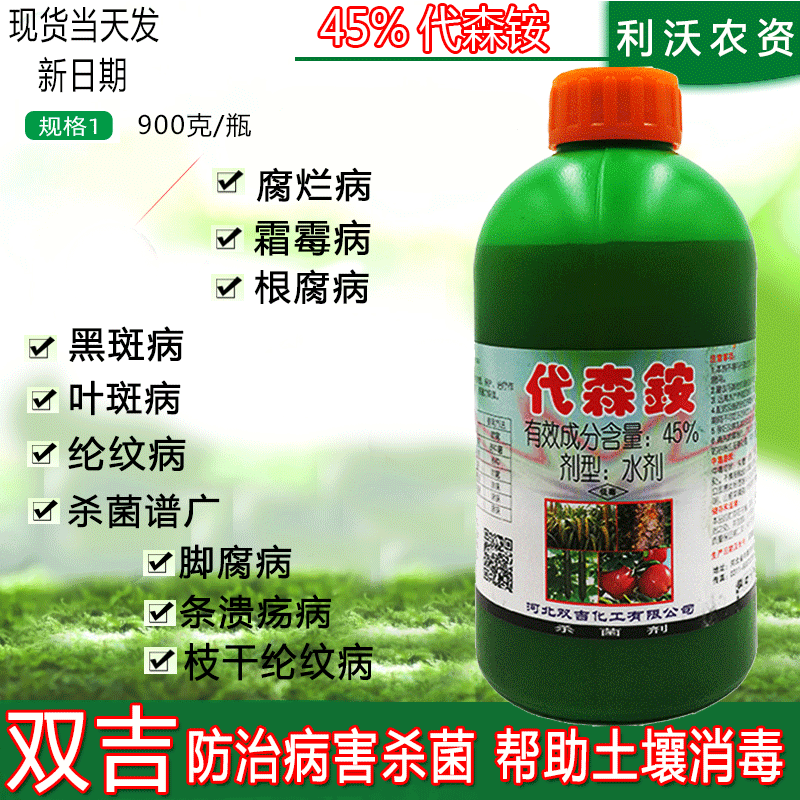 现货当天发
新日期
45% 代森铵
利沃农资
规格1
900克/瓶
腐烂病
霜霉病
根腐病
黑斑病
叶斑病
纶纹病
杀菌谱广
脚腐病
条溃疡病
枝干纶纹病
代森銨
有效成分含量：45%
剂型：水剂
低毒
河北双吉化工有限公司
杀菌剂
双吉 防治病害杀菌 帮助土壤消毒